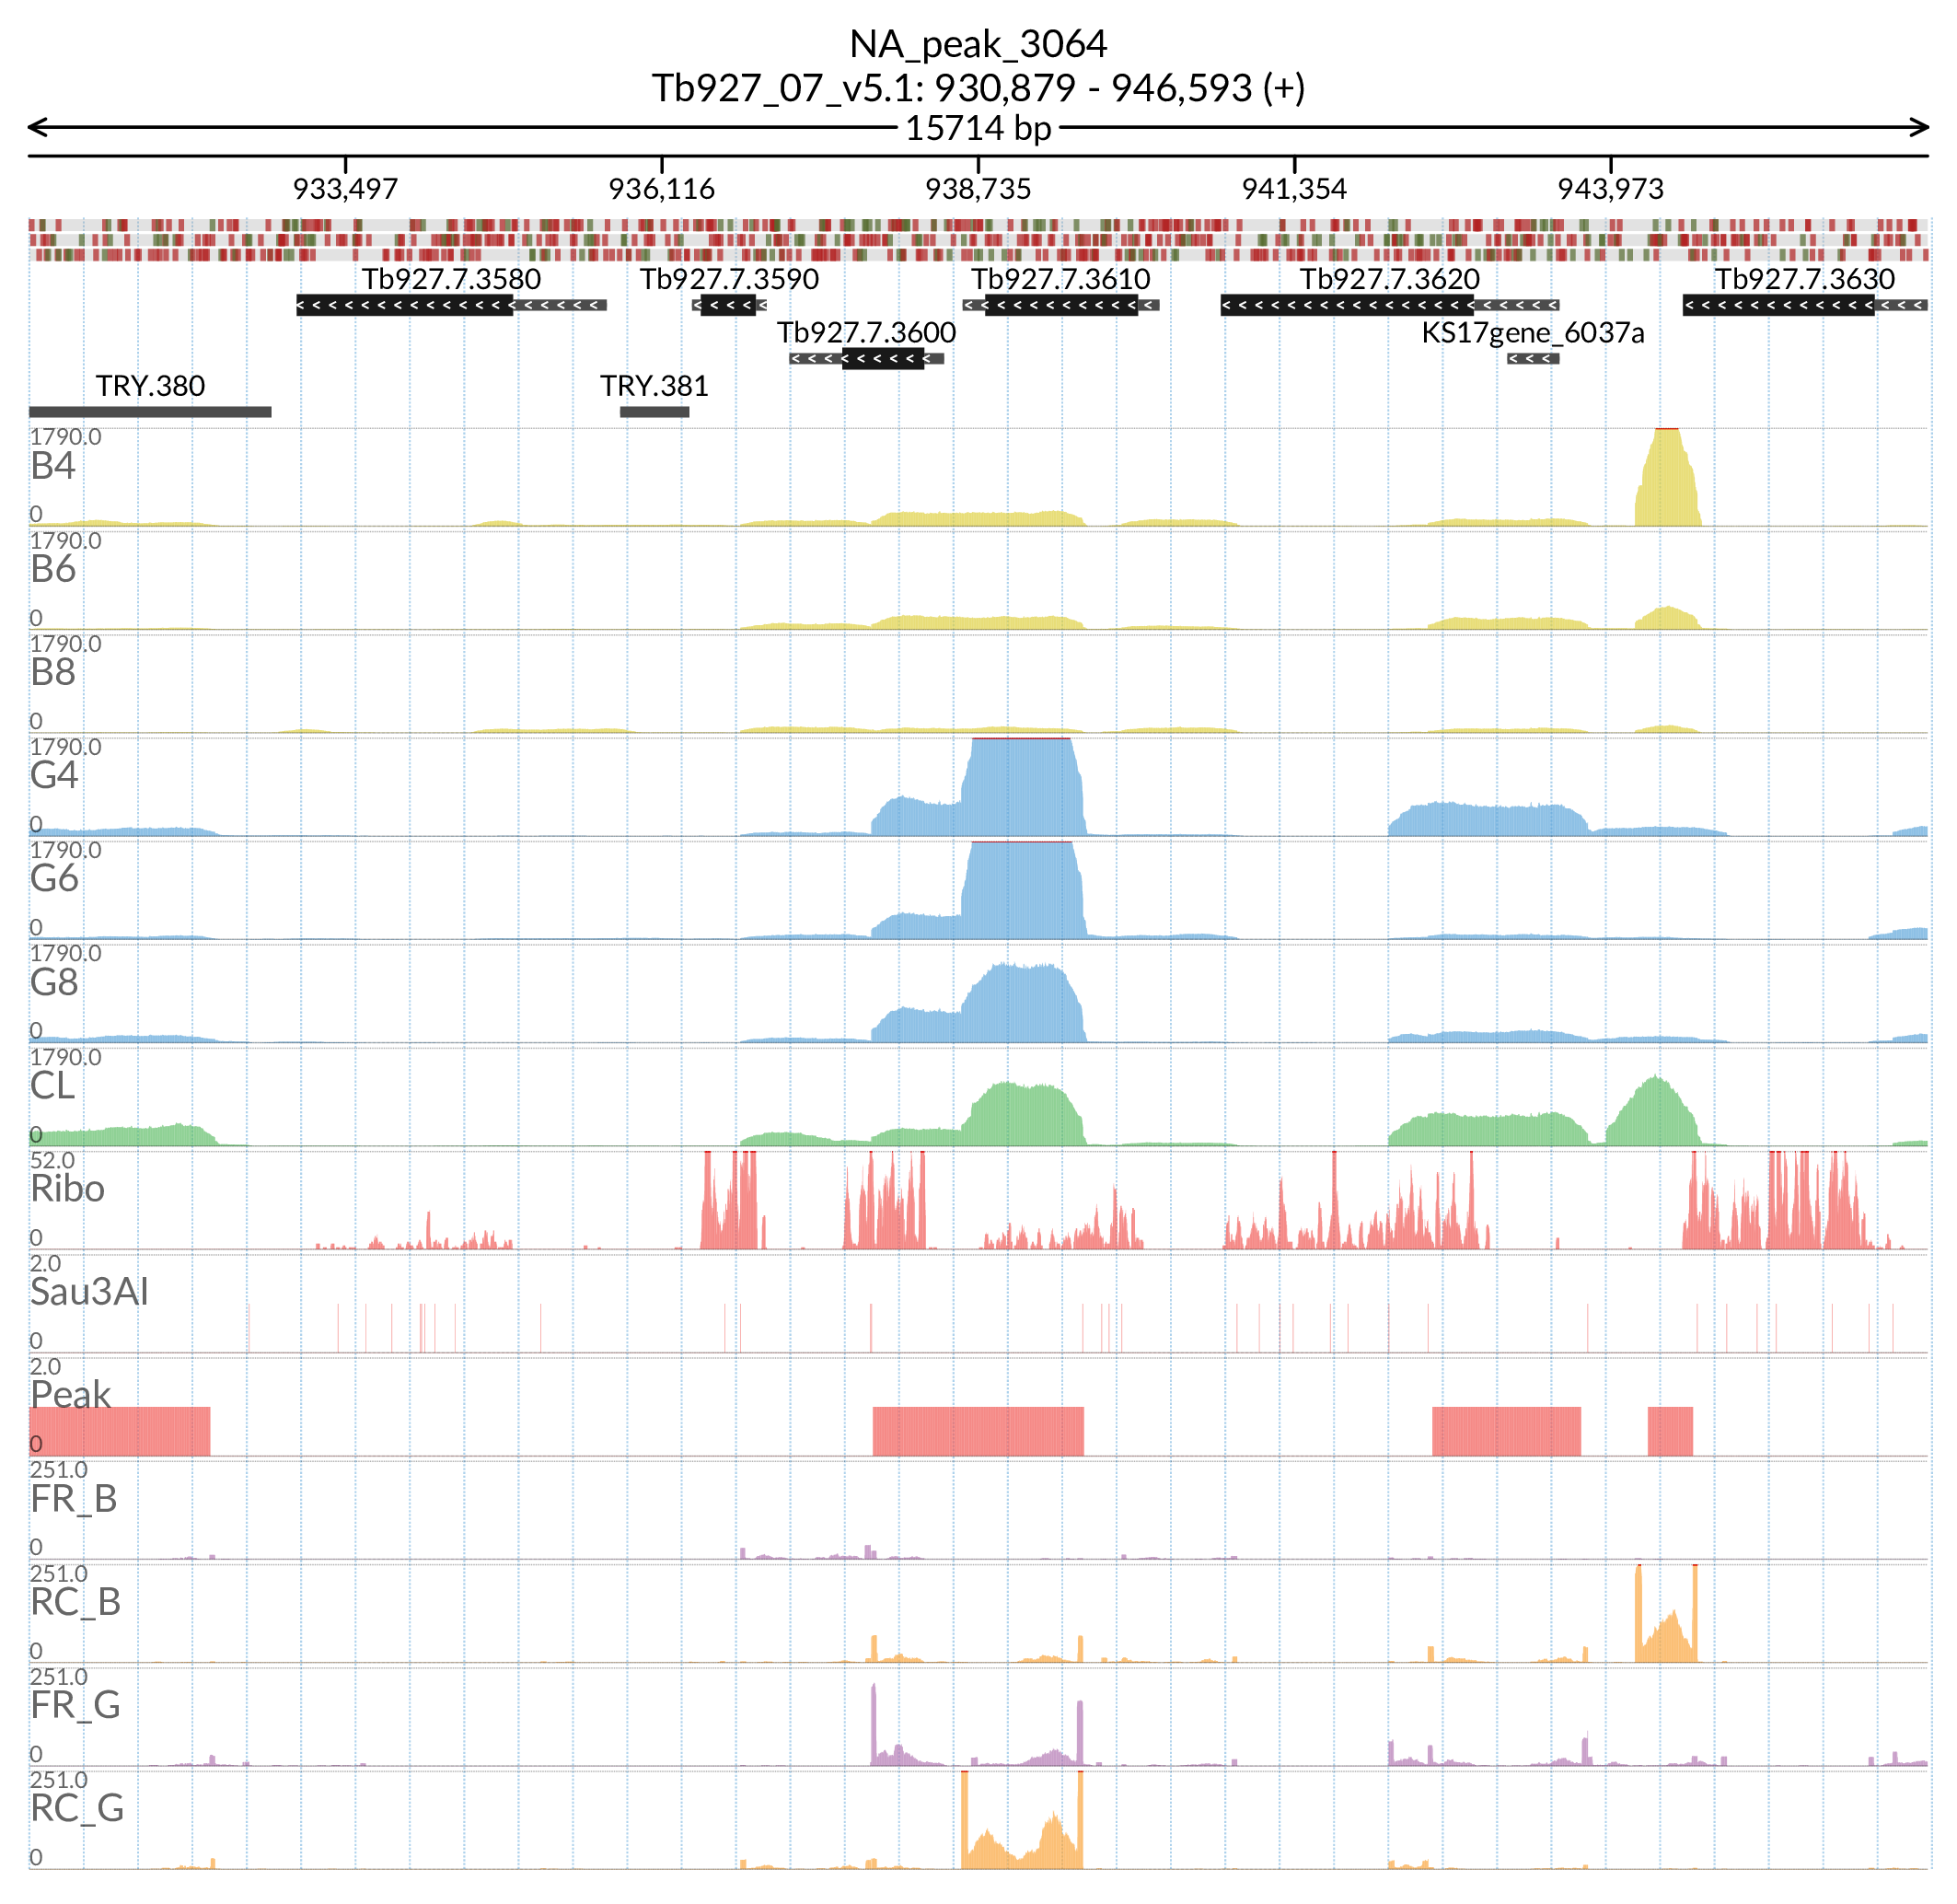 NA_peak_3064
Tb927_07_v5.1: 930,879 - 946,593 (+)
15714 bp
933,497 936,116 938,735 941,354 943,973
Tb927.7.3580 Tb927.7.3590 Tb927.7.3610 Tb927.7.3620 Tb927.7.3630
Tb927.7.3600 KS17gene_6037a
TRY.380 TRY.381
1790.0
B4
0
1790.0
B6
0
1790.0
B8
0
1790.0
G4
0
1790.0
G6
0
1790.0
G8
0
1790.0
CL
0
52.0
Ribo
0
2.0
Sau3AI
0
2.0
Peak
0
251.0
FR_B
0
251.0
RC_B
0
251.0
FR_G
0
251.0
RC_G
0